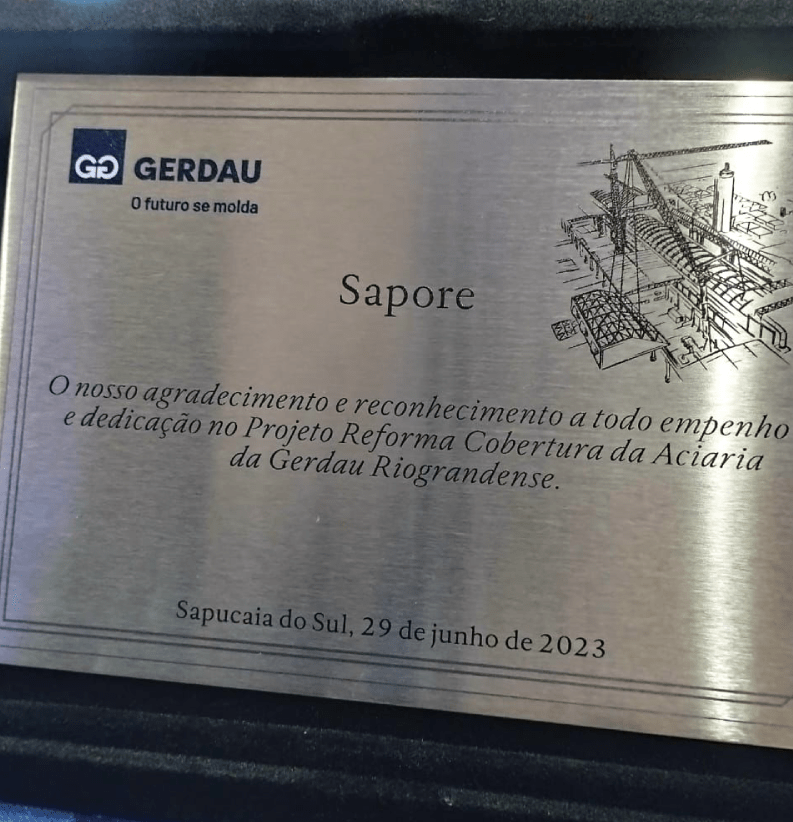 GG GERDAU
O futuro se molda
Sapore
O nosso agradecimento e reconhecimento a todo empenho
e dedicação no Projeto Reforma Cobertura da Aciaria
da Gerdau Riograndense.
Sapucaia do Sul, 29 de junho de 2023